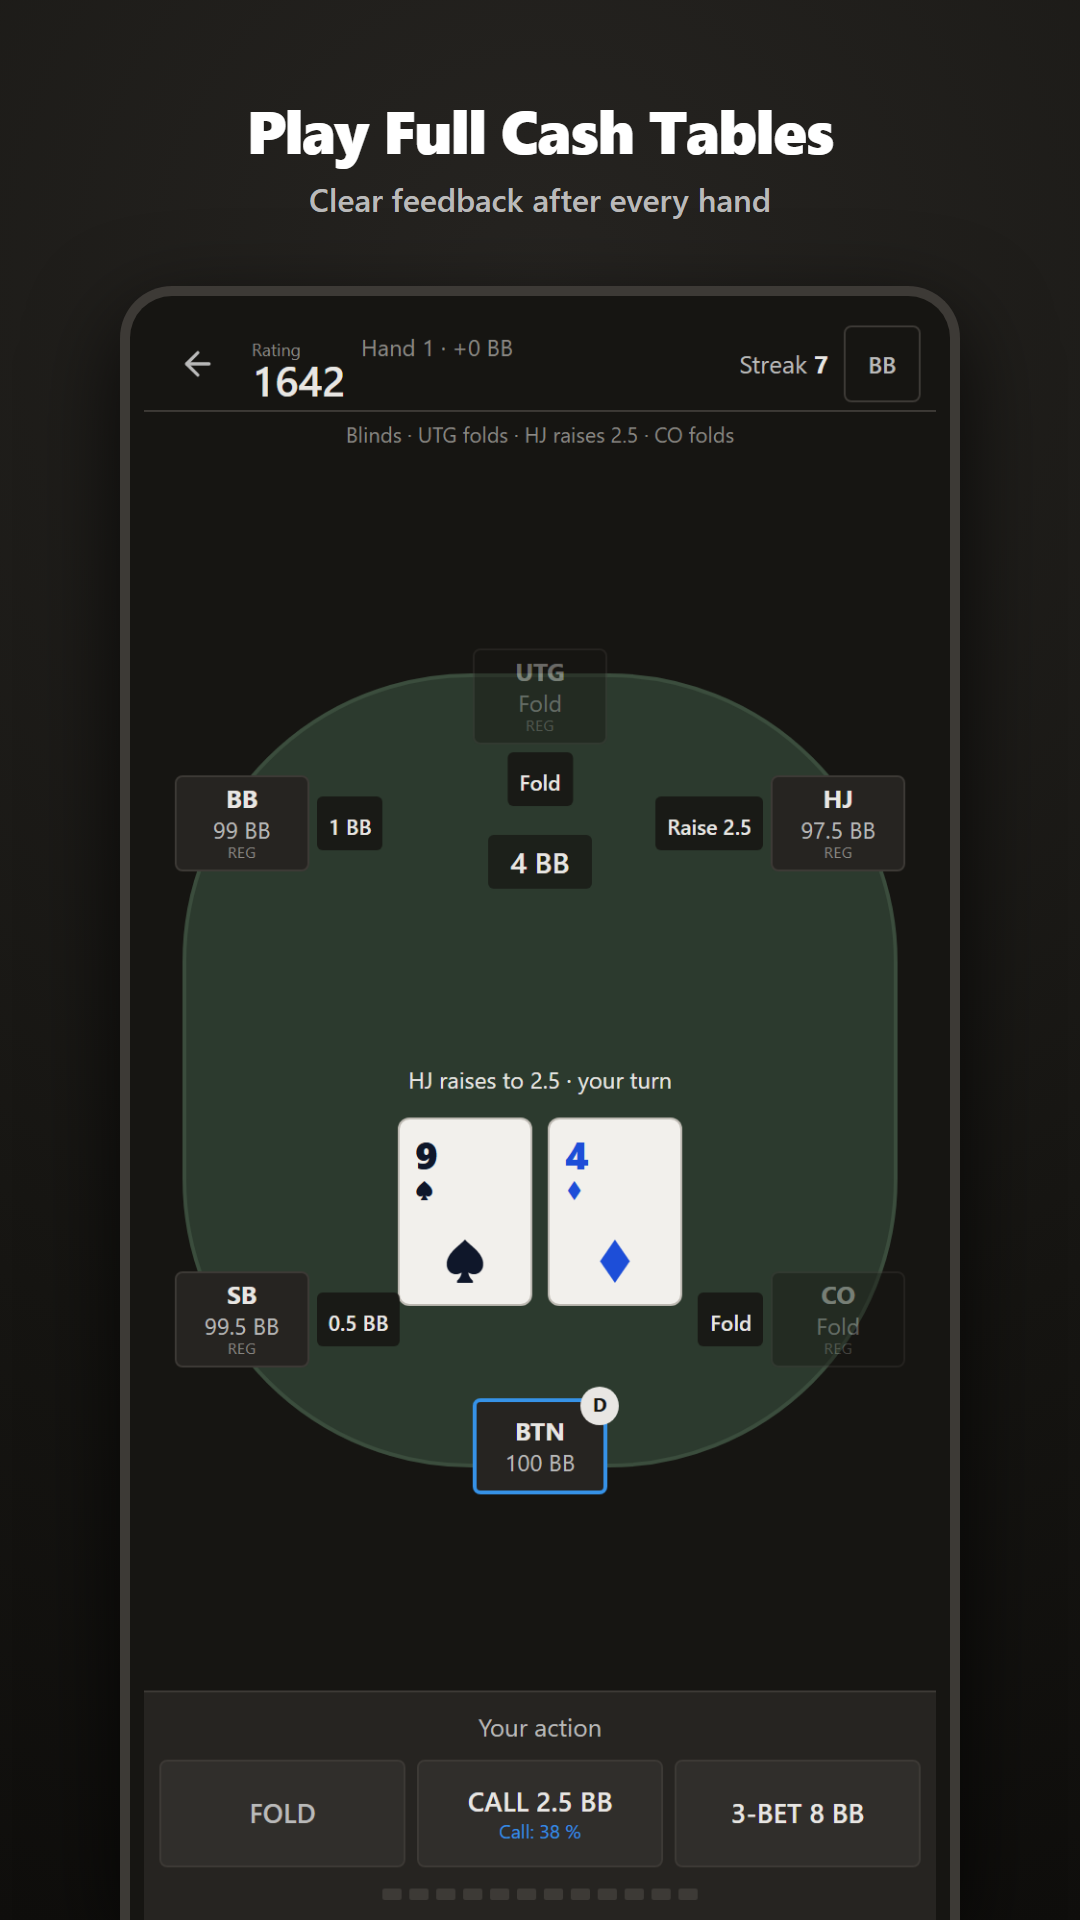 Play Full Cash Tables
Clear feedback after every hand
Rating
1642
Hand 1 · +0 BB
Streak 7
BB
Blinds · UTG folds · HJ raises 2.5 · CO folds
UTG
Fold
REG
Fold
BB
99 BB
REG
1 BB
Raise 2.5
HJ
97.5 BB
REG
4 BB
HJ raises to 2.5 · your turn
9
4
SB
99.5 BB
REG
0.5 BB
Fold
CO
Fold
REG
D
BTN
100 BB
Your action
FOLD
CALL 2.5 BB
Call: 38 %
3-BET 8 BB